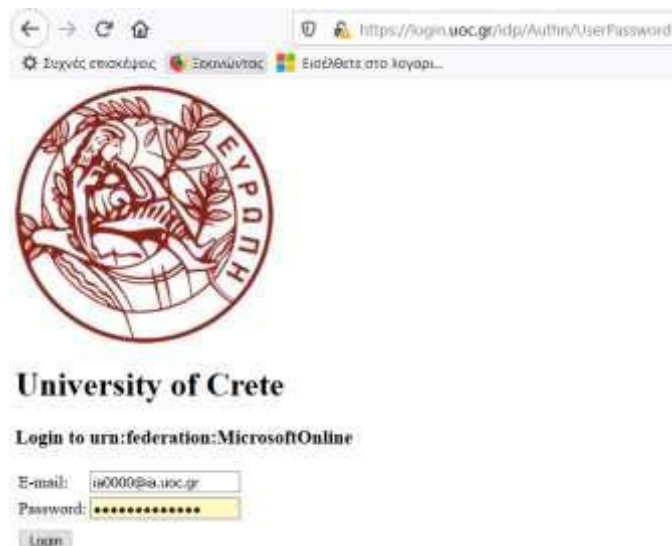 https://login.uoc.gr/idp/Authn/UserPassword
Συχνές επισκέψεις Ξεκινώντας Εισέλθετε στο λογαρι...
ΕΥΡΩΠΗ
University of Crete
Login to urn:federation:MicrosoftOnline
E-mail: ia0000@ia.uoc.gr
Password: •••••••••••••
Login